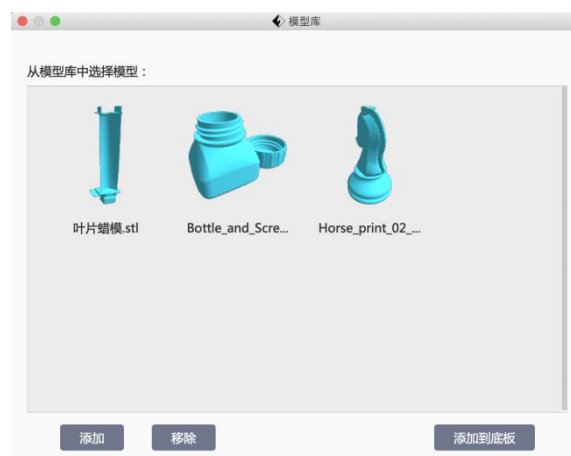 模型库
从模型库中选择模型：
叶片蜡模.stl
Bottle_and_Scre...
Horse_print_02_...
添加
移除
添加到底板